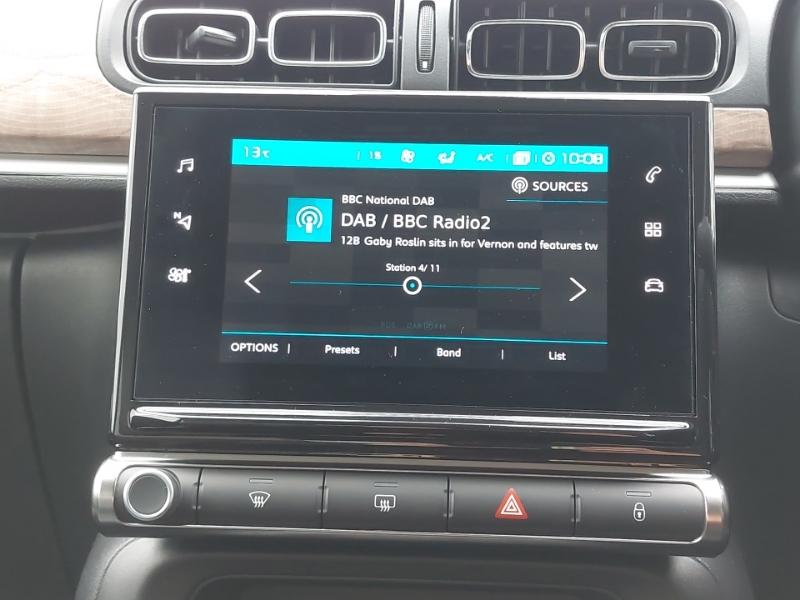 13°C 18 A/C 10:08
SOURCES
BBC National DAB
DAB / BBC Radio2
12B Gaby Roslin sits in for Vernon and features tw
N
Station 4/ 11
OPTIONS | Presets | Band | List